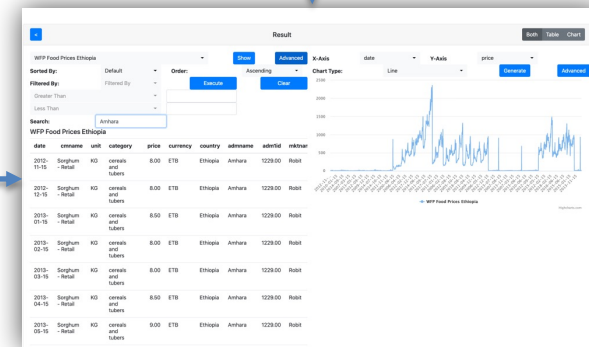 + Result Both Table Chart
WFP Food Prices Ethiopia Show Advanced
X-Axis date Y-Axis price
Sorted By: Default Order: Ascending
Chart Type: Line Generate Advanced
Filtered By: Filtered By Execute Clear
Greater Than
Less Than
Search: Amhara
WFP Food Prices Ethiopia
date cmname unit category price currency country admname adm1id mktnar
2012-11-15 Sorghum - Retail KG cereals and tubers 8.00 ETB Ethiopia Amhara 1229.00 Robit
2012-12-15 Sorghum - Retail KG cereals and tubers 8.00 ETB Ethiopia Amhara 1229.00 Robit
2013-01-15 Sorghum - Retail KG cereals and tubers 8.50 ETB Ethiopia Amhara 1229.00 Robit
2013-02-15 Sorghum - Retail KG cereals and tubers 8.00 ETB Ethiopia Amhara 1229.00 Robit
2013-03-15 Sorghum - Retail KG cereals and tubers 8.00 ETB Ethiopia Amhara 1229.00 Robit
2013-04-15 Sorghum - Retail KG cereals and tubers 8.50 ETB Ethiopia Amhara 1229.00 Robit
2013-05-15 Sorghum - Retail KG cereals and tubers 9.00 ETB Ethiopia Amhara 1229.00 Robit
2500
2000
1500
1000
500
0
WFP Food Prices Ethiopia
Highcharts.com